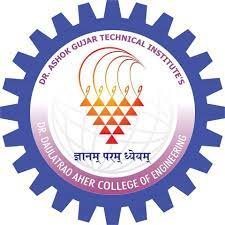 DR. ASHOK GUJAR TECHNICAL INSTITUTE'S
ज्ञानम् परम् ध्येयम्
DR. DAULATRAO AHER COLLEGE OF ENGINEERING